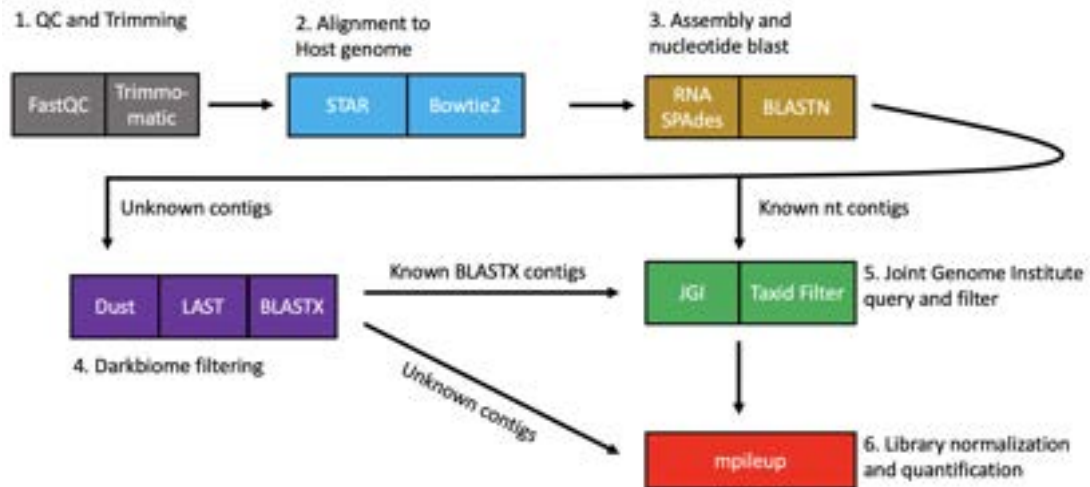 1. QC and Trimming
2. Alignment to
Host genome
3. Assembly and
nucleotide blast
FastQC
Trimmo-
matic
STAR
Bowtie2
RNA
SPAdes
BLASTN
Unknown contigs
Known nt contigs
Dust
LAST
BLASTX
Known BLASTX contigs
JGI
Taxid Filter
5. Joint Genome Institute
query and filter
4. Darkbiome filtering
Unknown contigs
mpileup
6. Library normalization
and quantification